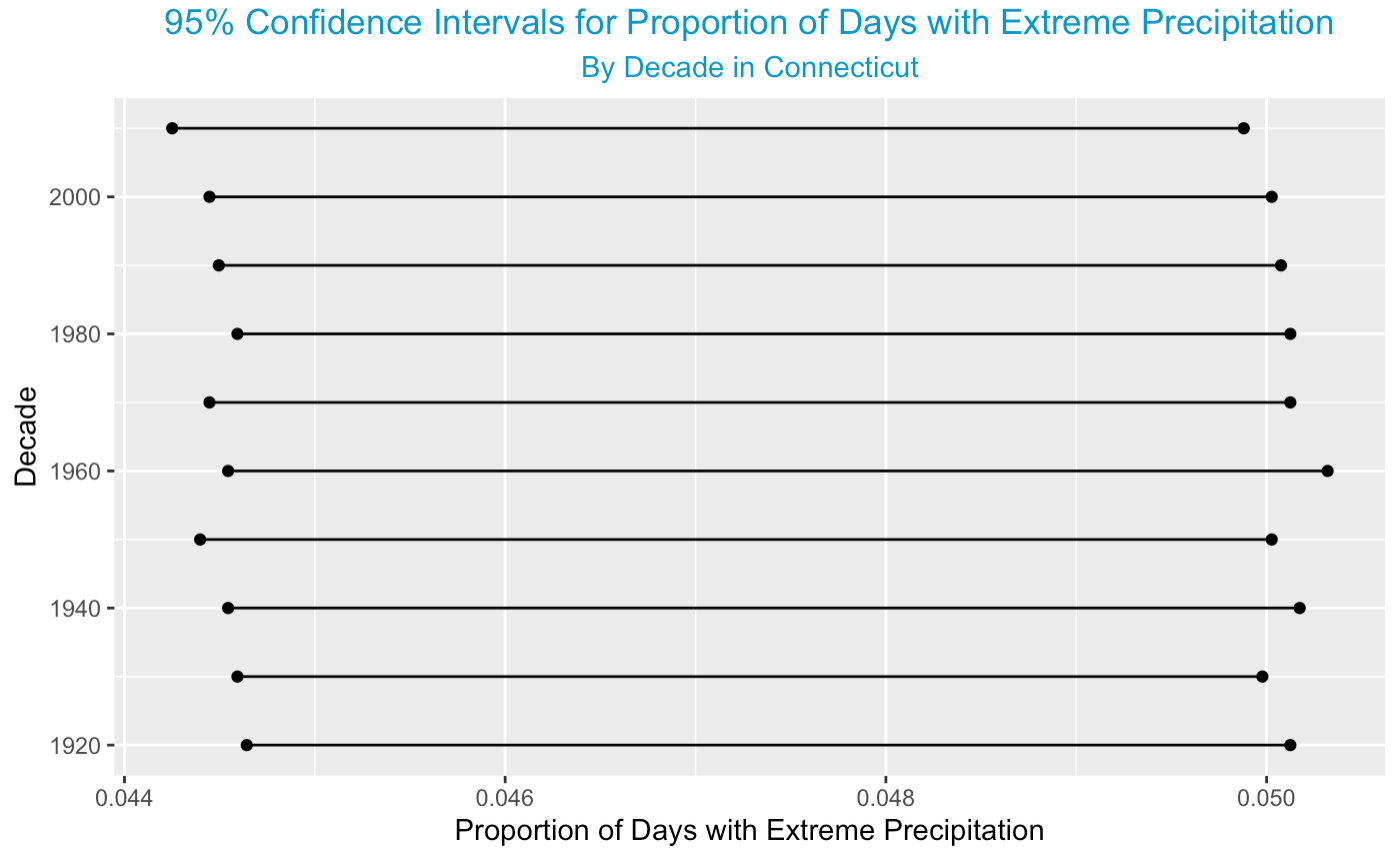 95% Confidence Intervals for Proportion of Days with Extreme Precipitation
By Decade in Connecticut
Decade
2000
1980
1960
1940
1920
0.044
0.046
0.048
0.050
Proportion of Days with Extreme Precipitation